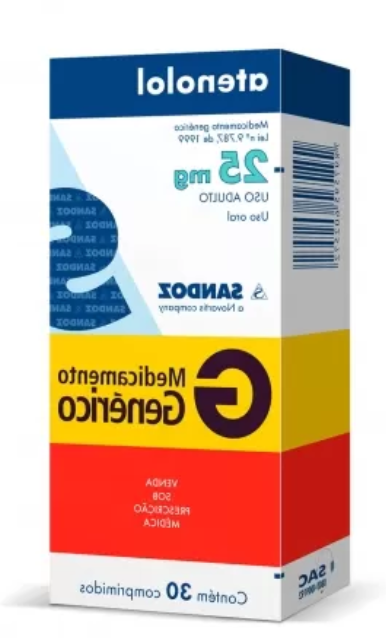 atenolol
Medicamento genérico
Lei nº 9.787, de 1999
25 mg
USO ADULTO
Uso oral
SANDOZ
a Novartis company
G
Medicamento
Genérico
VENDA
SOB
PRESCRIÇÃO
MÉDICA
Contém 30 comprimidos
SAC